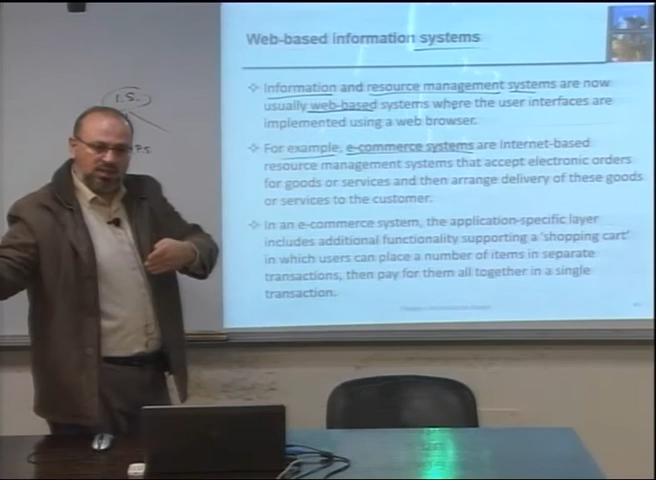 Web-based information systems
✧ Information and resource management systems are now
usually web-based systems where the user interfaces are
implemented using a web browser.
✧ For example, e-commerce systems are Internet-based
resource management systems that accept electronic orders
for goods or services and then arrange delivery of these goods
or services to the customer.
✧ In an e-commerce system, the application-specific layer
includes additional functionality supporting a ‘shopping cart’
in which users can place a number of items in separate
transactions, then pay for them all together in a single
transaction.
I.S.